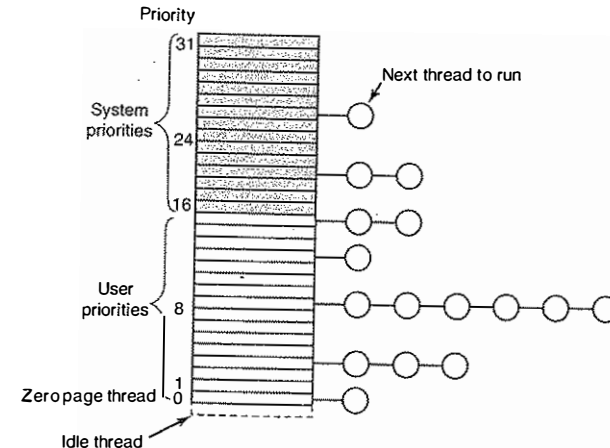 Priority
31
Next thread to run
System
priorities
24
16
User
priorities
8
1
Zero page thread
0
Idle thread